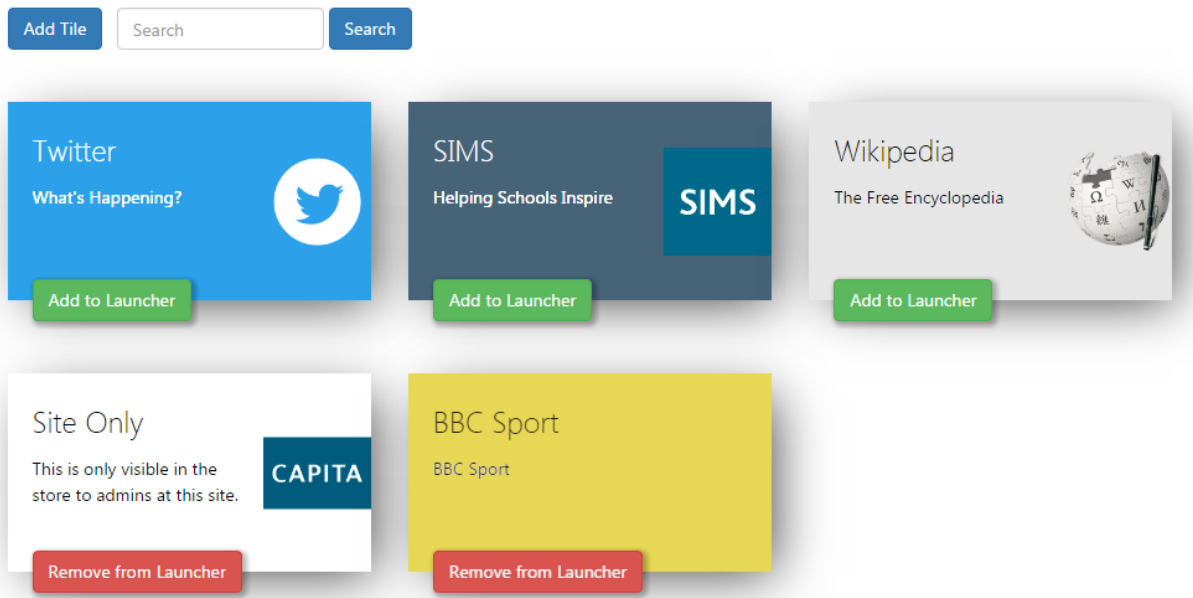 Add Tile Search Search
Twitter
What's Happening?
Add to Launcher
SIMS
Helping Schools Inspire
SIMS
Add to Launcher
Wikipedia
The Free Encyclopedia
Ω W И
Add to Launcher
Site Only
This is only visible in the
store to admins at this site.
CAPITA
Remove from Launcher
BBC Sport
BBC Sport
Remove from Launcher